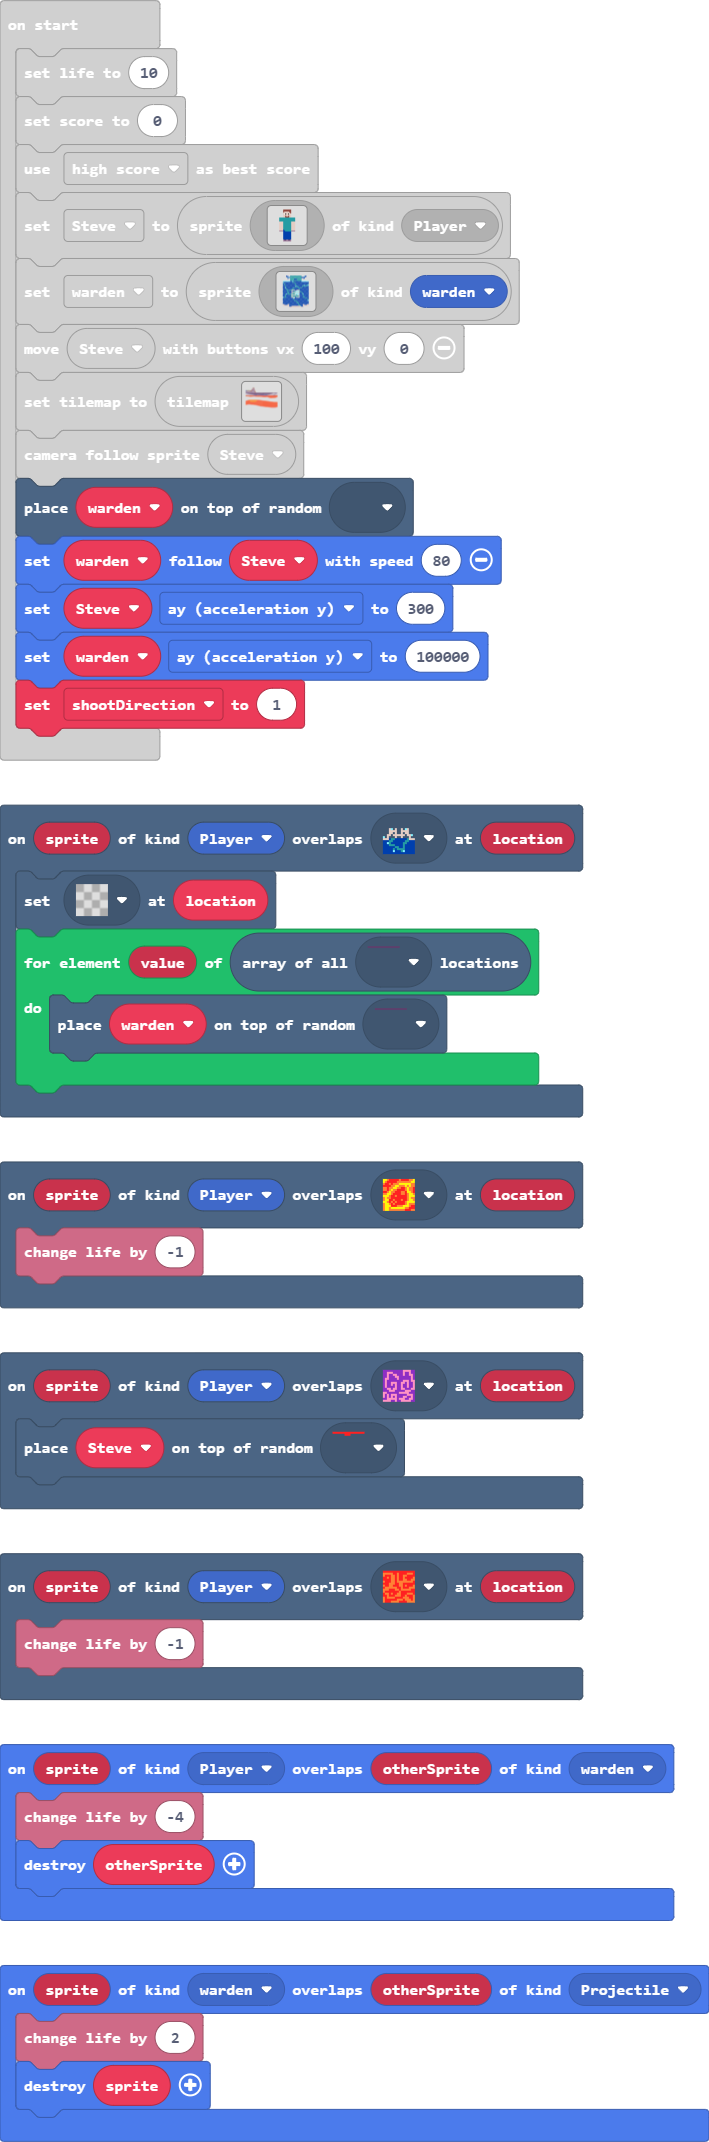 on start
set life to 10
set score to 0
use high score as best score
set Steve to sprite of kind Player
set warden to sprite of kind warden
move Steve with buttons vx 100 vy 0
set tilemap to tilemap
camera follow sprite Steve
place warden on top of random
set warden follow Steve with speed 80
set Steve ay (acceleration y) to 300
set warden ay (acceleration y) to 100000
set shootDirection to 1
on sprite of kind Player overlaps at location
set at location
for element value of array of all locations
do
place warden on top of random
on sprite of kind Player overlaps at location
change life by -1
on sprite of kind Player overlaps at location
place Steve on top of random
on sprite of kind Player overlaps at location
change life by -1
on sprite of kind Player overlaps otherSprite of kind warden
change life by -4
destroy otherSprite
on sprite of kind warden overlaps otherSprite of kind Projectile
change life by 2
destroy sprite